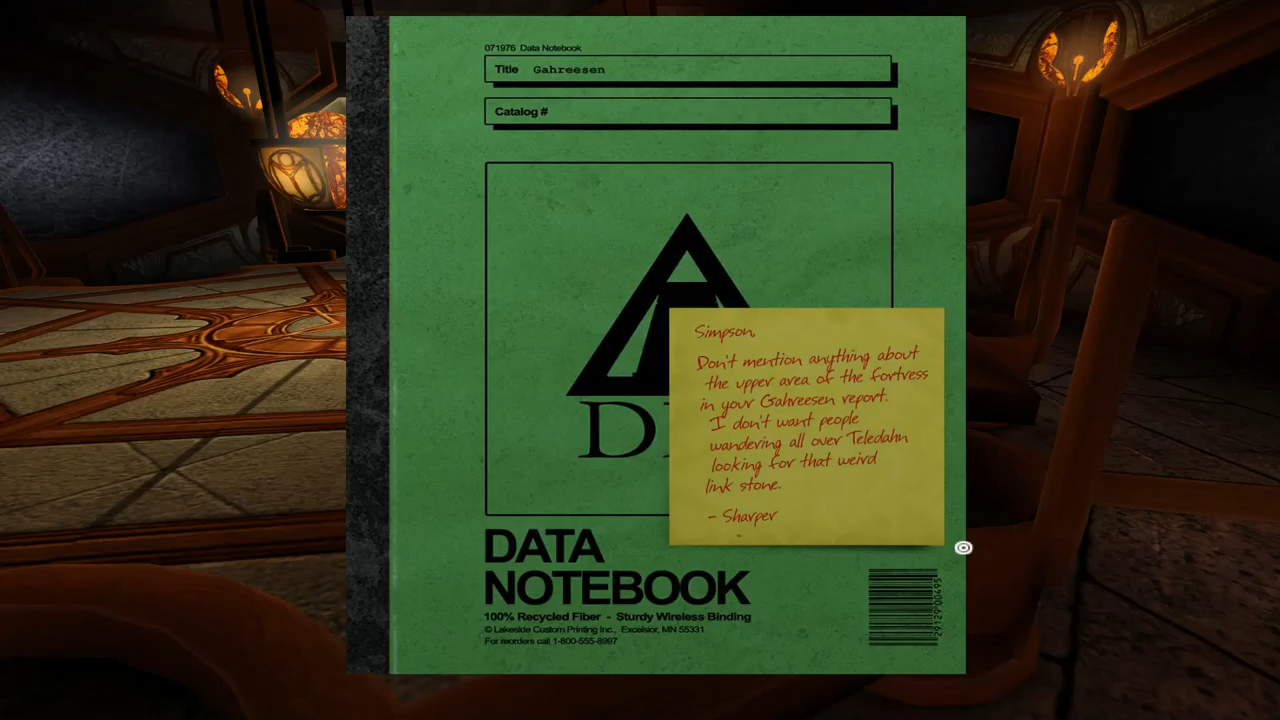 071976 Data Notebook
Title Gahreesen
Catalog #
D
Simpson,
Don't mention anything about
the upper area of the fortress
in your Gahreesen report.
I don't want people
wandering all over Teledahn
looking for that weird
link stone.
- Sharper
DATA
NOTEBOOK
100% Recycled Fiber - Sturdy Wireless Binding
© Lakeside Custom Printing Inc., Excelsior, MN 55331
For reorders call 1-800-555-8997
29129 00495